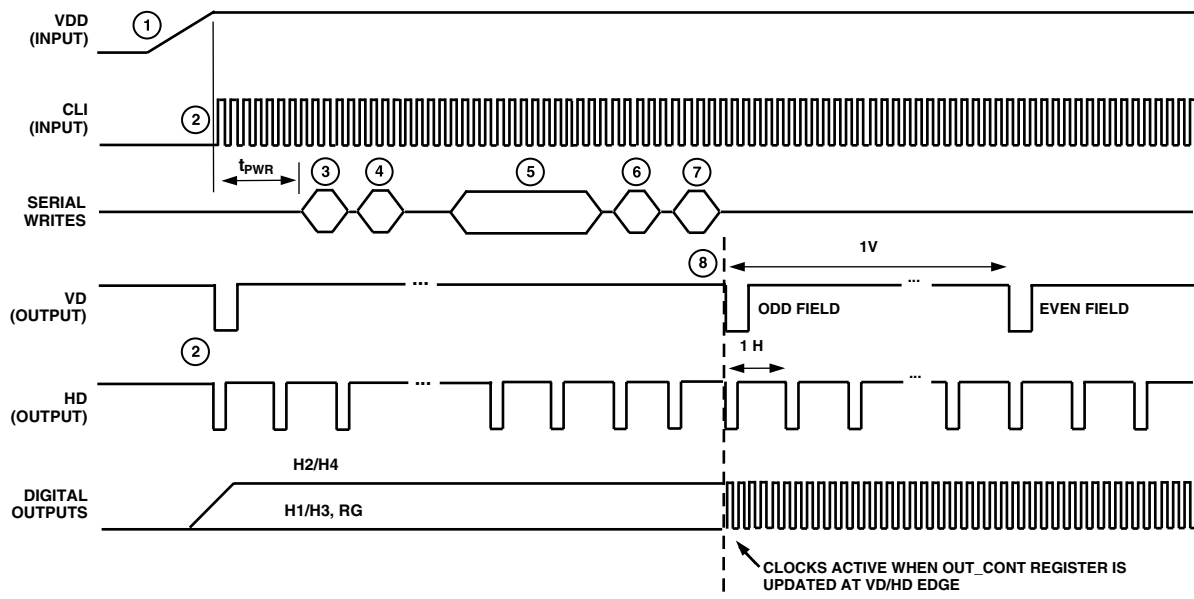 VDD
(INPUT)
1
CLI
(INPUT)
2
tPWR
3
4
5
6
7
SERIAL
WRITES
8
1V
VD
(OUTPUT)
...
...
ODD FIELD
EVEN FIELD
2
1 H
HD
(OUTPUT)
...
...
H2/H4
DIGITAL
OUTPUTS
H1/H3, RG
CLOCKS ACTIVE WHEN OUT_CONT REGISTER IS
UPDATED AT VD/HD EDGE